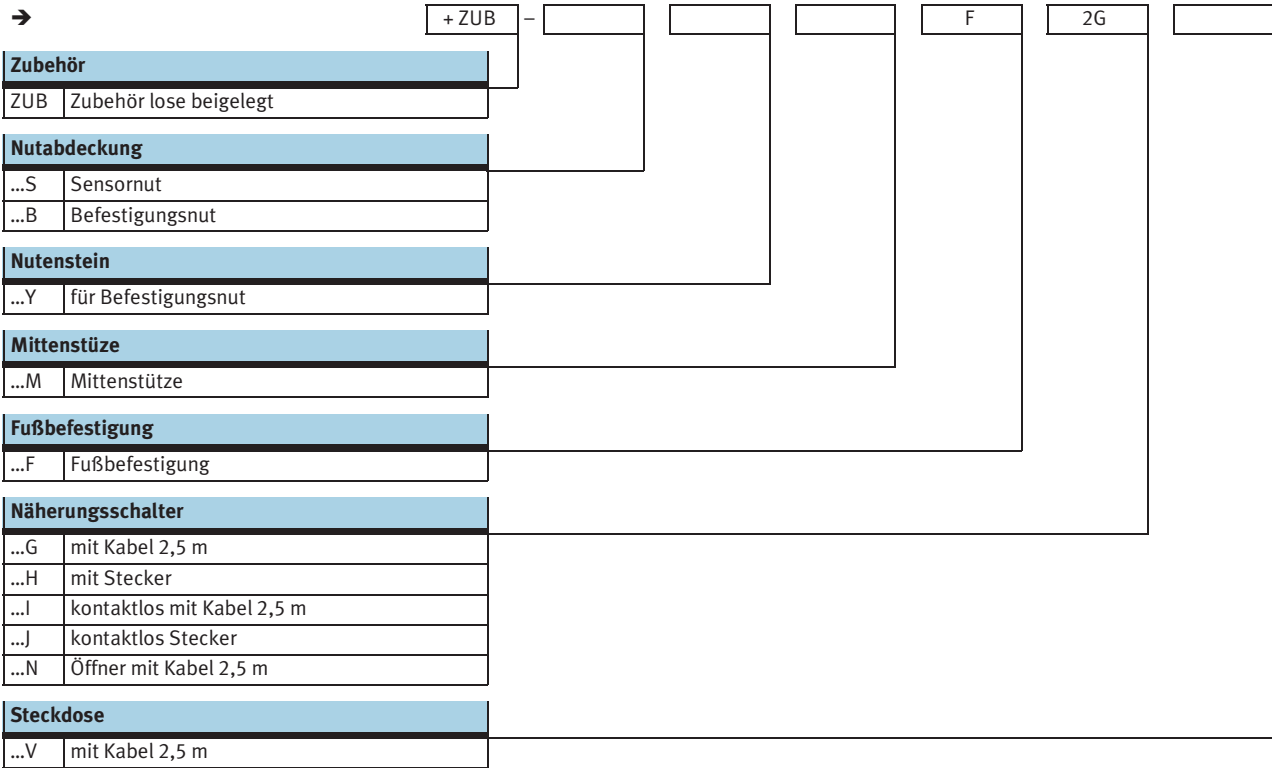 ➔ + ZUB – F 2G
Zubehör
ZUB Zubehör lose beigelegt
Nutabdeckung
...S Sensornut
...B Befestigungsnut
Nutenstein
...Y für Befestigungsnut
Mittenstüze
...M Mittenstütze
Fußbefestigung
...F Fußbefestigung
Näherungsschalter
...G mit Kabel 2,5 m
...H mit Stecker
...I kontaktlos mit Kabel 2,5 m
...J kontaktlos Stecker
...N Öffner mit Kabel 2,5 m
Steckdose
...V mit Kabel 2,5 m